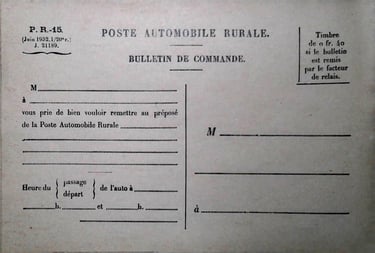 P. R.-15.
(Juin 1932, 1/20e r.)
J. 21189.
POSTE AUTOMOBILE RURALE.
BULLETIN DE COMMANDE.
Timbre
de 0 fr. 40
si le bulletin
est remis
par le facteur
de relais.
M
à
vous prie de bien vouloir remettre au préposé
de la Poste Automobile Rurale
Heure du { passage départ } de l'auto à
h. et h.
M
à